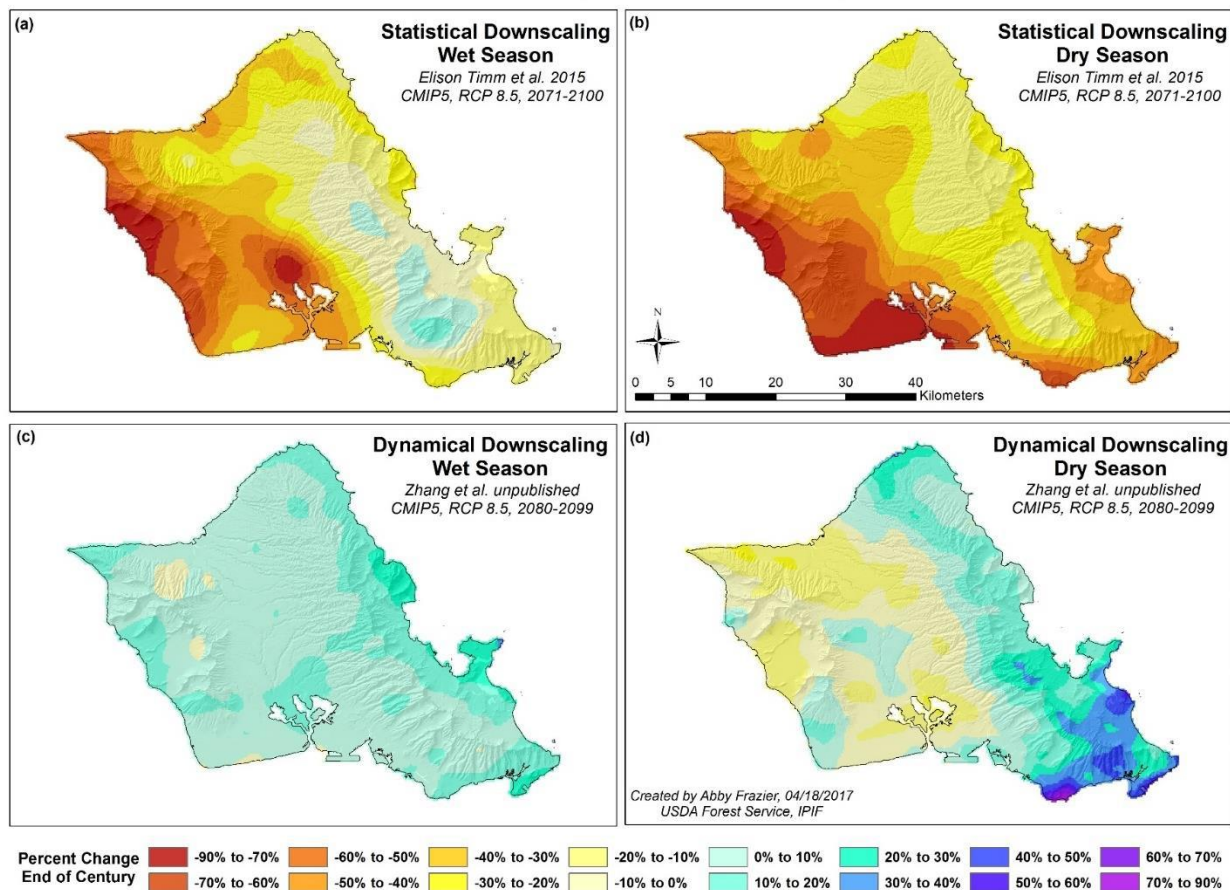 (a)
Statistical Downscaling
Wet Season
Elison Timm et al. 2015
CMIP5, RCP 8.5, 2071-2100
(b)
Statistical Downscaling
Dry Season
Elison Timm et al. 2015
CMIP5, RCP 8.5, 2071-2100
N
0 5 10 20 30 40
Kilometers
(c)
Dynamical Downscaling
Wet Season
Zhang et al. unpublished
CMIP5, RCP 8.5, 2080-2099
(d)
Dynamical Downscaling
Dry Season
Zhang et al. unpublished
CMIP5, RCP 8.5, 2080-2099
Created by Abby Frazier, 04/18/2017
USDA Forest Service, IPIF
Percent Change
End of Century
-90% to -70% -60% to -50% -40% to -30% -20% to -10% 0% to 10% 20% to 30% 40% to 50% 60% to 70%
-70% to -60% -50% to -40% -30% to -20% -10% to 0% 10% to 20% 30% to 40% 50% to 60% 70% to 90%